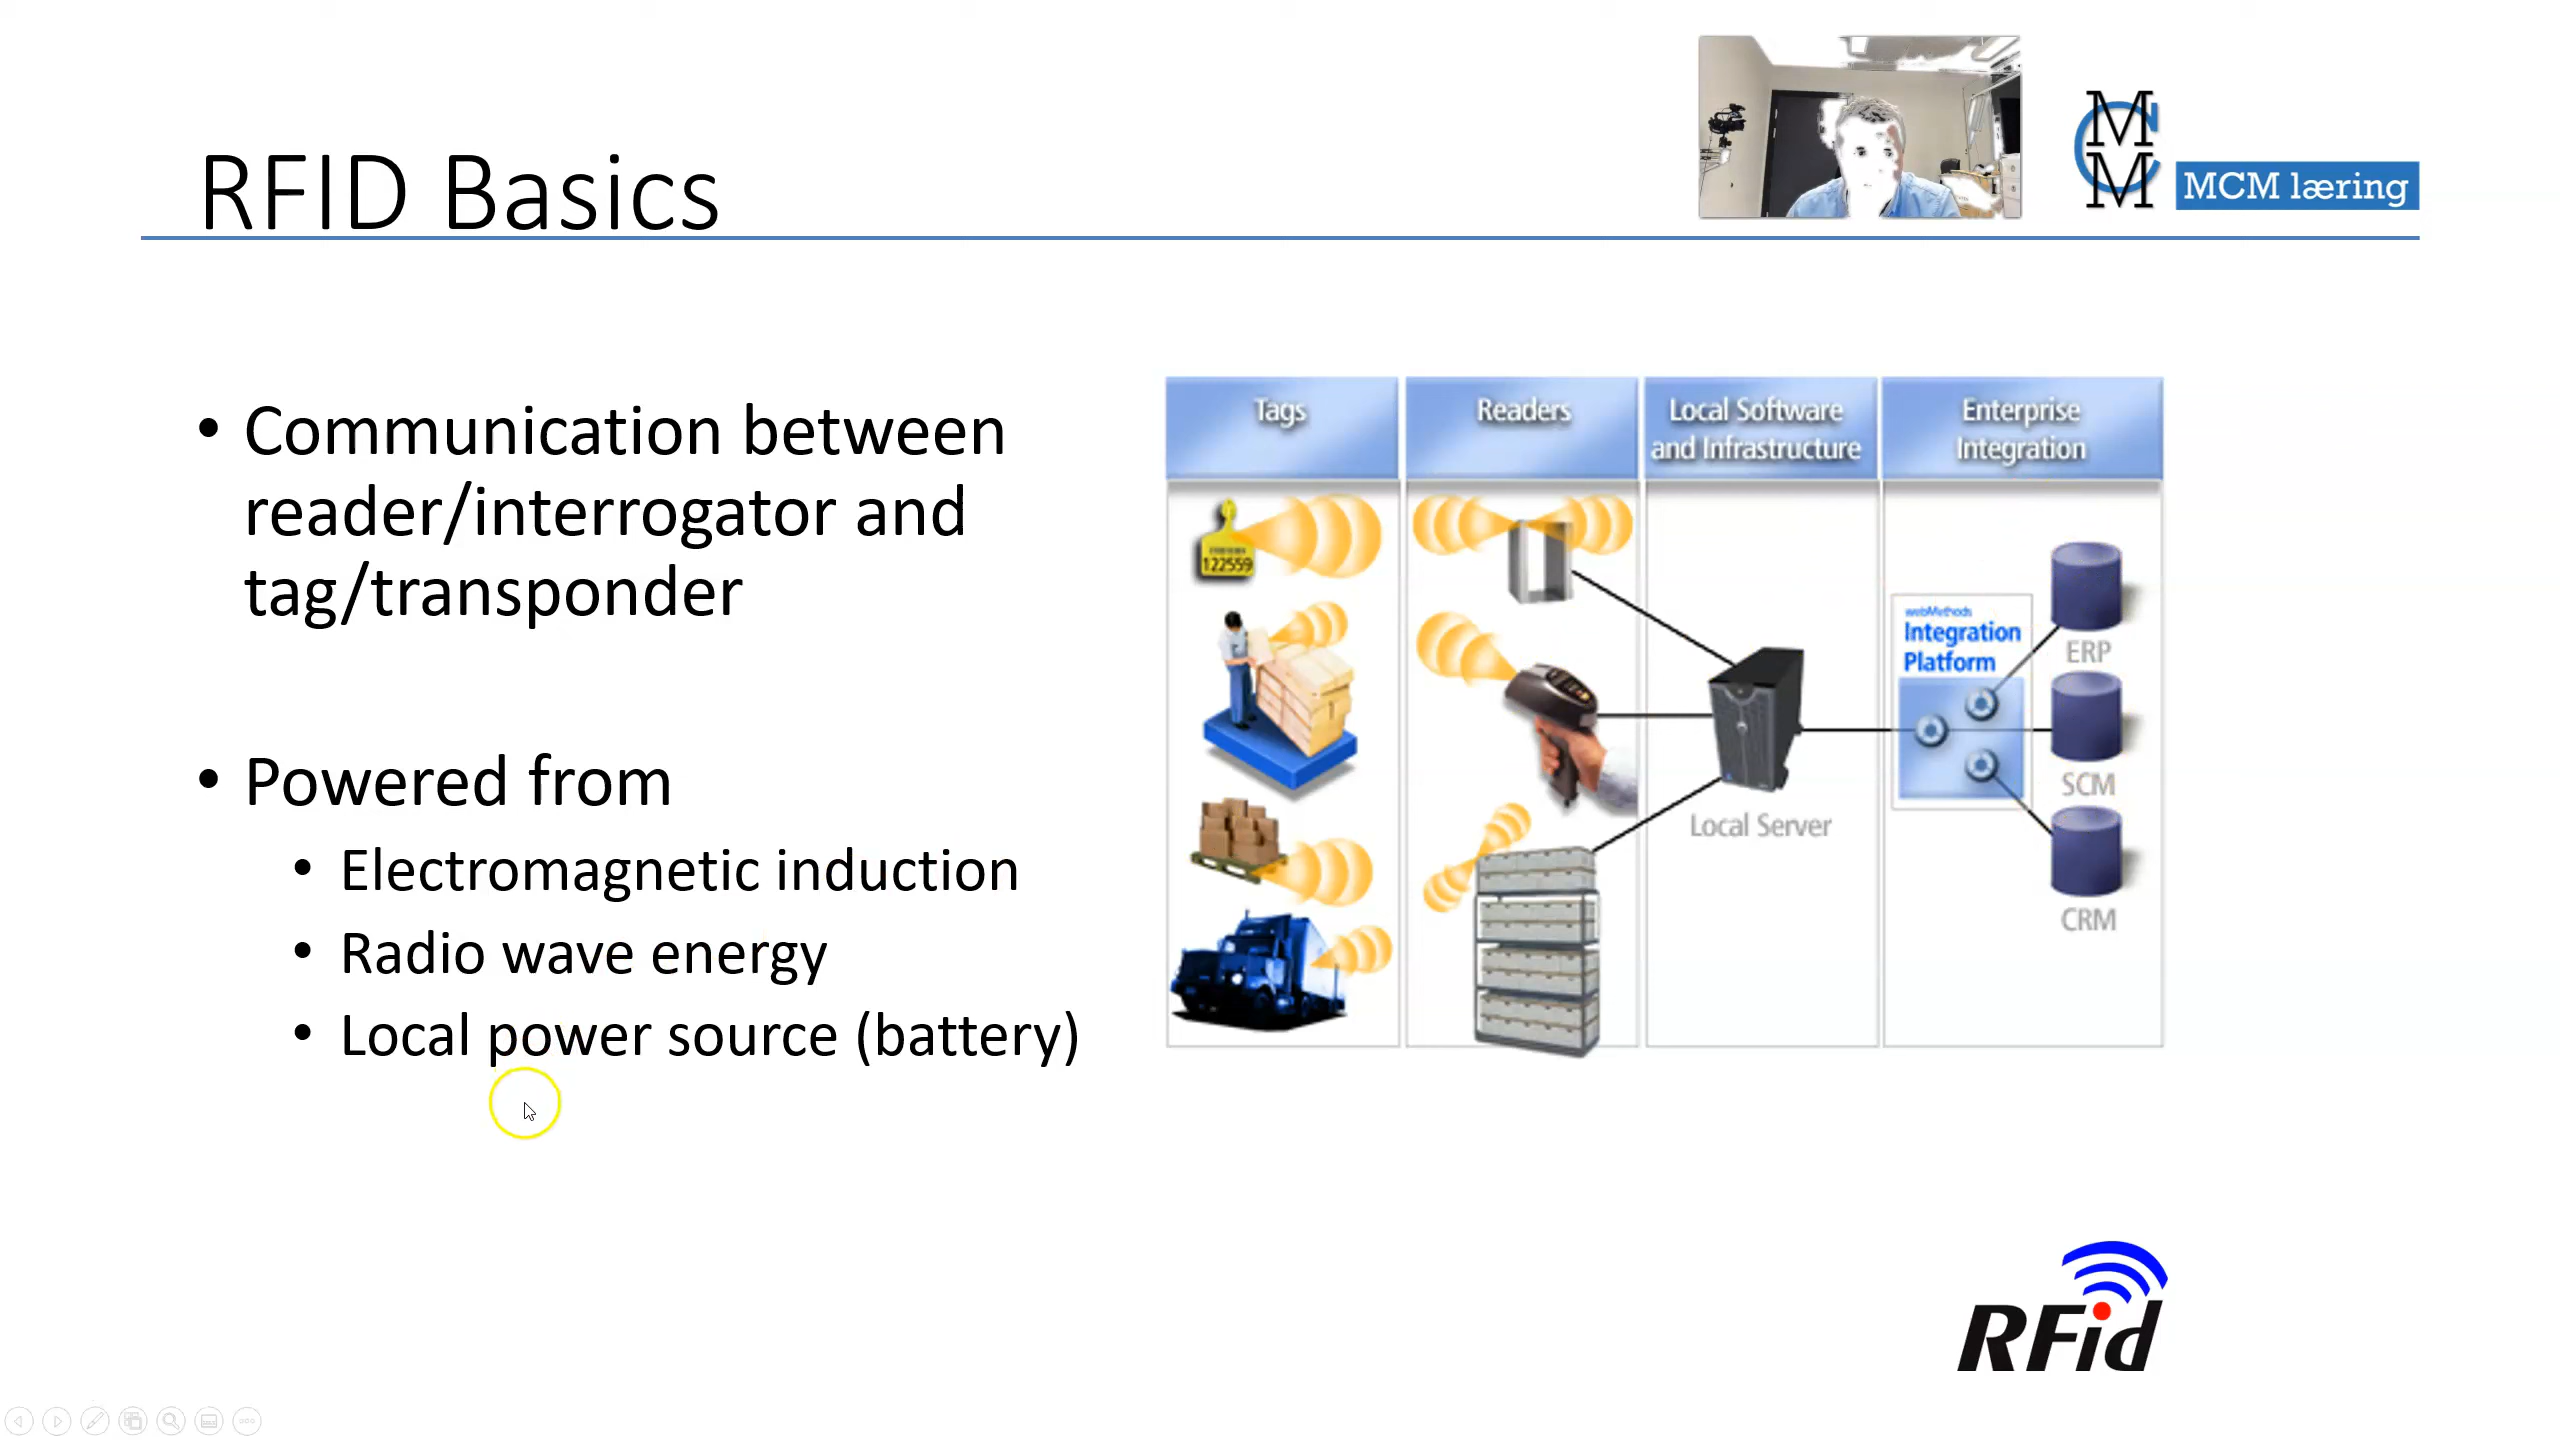 RFID Basics
MCM læring
• Communication between
reader/interrogator and
tag/transponder
• Powered from
• Electromagnetic induction
• Radio wave energy
• Local power source (battery)
Tags
Readers
Local Software
and Infrastructure
Enterprise
Integration
122559
webMethods
Integration
Platform
ERP
SCM
CRM
Local Server
RFid